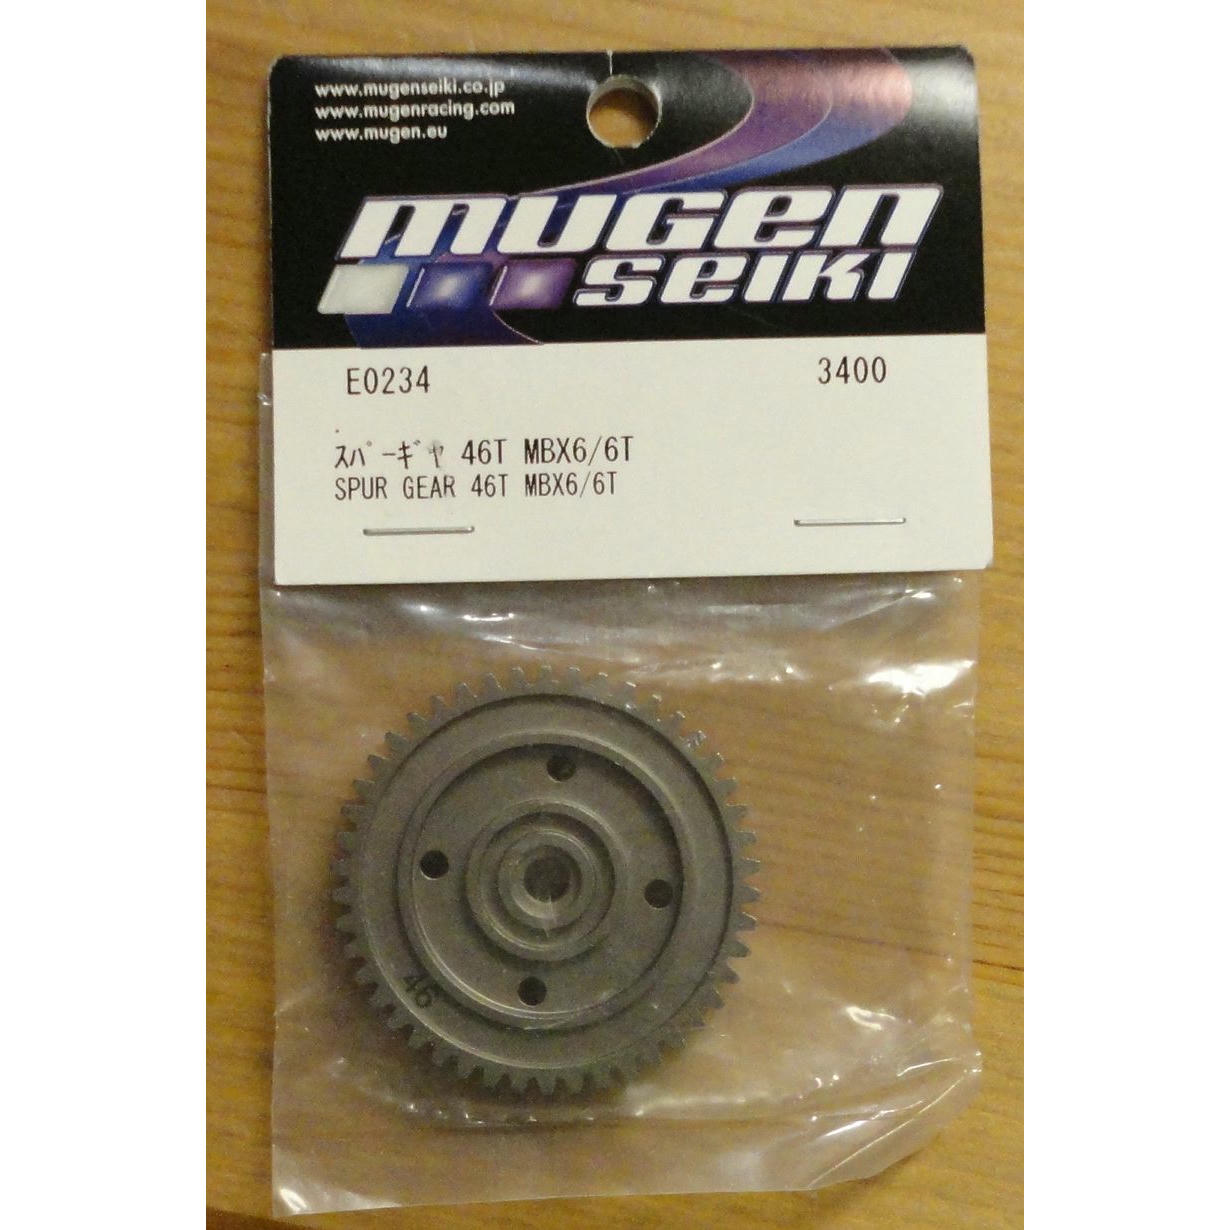 www.mugenseiki.co.jp
www.mugenracing.com
www.mugen.eu
mugen
seiki
E0234 3400
ｽﾊﾟｰｷﾞﾔ 46T MBX6/6T
SPUR GEAR 46T MBX6/6T
46